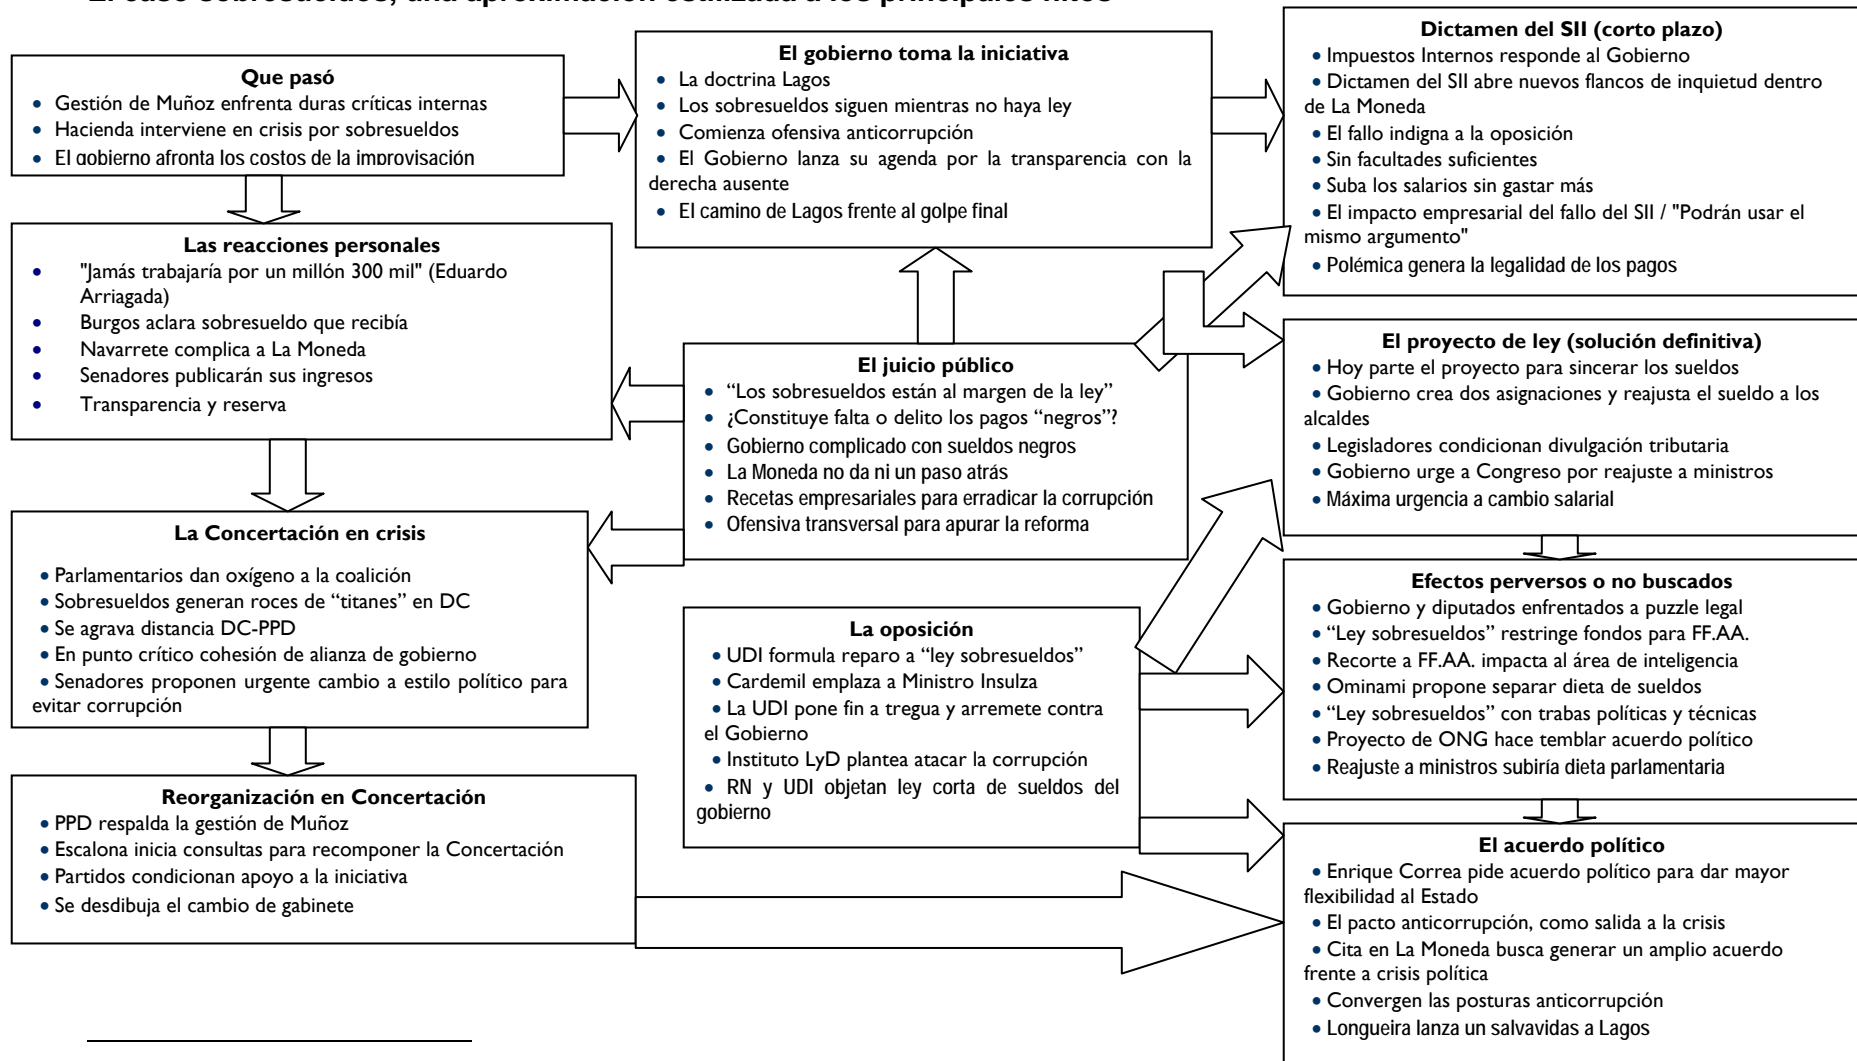 El caso sobresueldos, una aproximación estilizada a los principales hitos
Que pasó
• Gestión de Muñoz enfrenta duras críticas internas
• Hacienda interviene en crisis por sobresueldos
• El gobierno afronta los costos de la improvisación
Las reacciones personales
• "Jamás trabajaría por un millón 300 mil" (Eduardo
Arriagada)
• Burgos aclara sobresueldo que recibía
• Navarrete complica a La Moneda
• Senadores publicarán sus ingresos
• Transparencia y reserva
La Concertación en crisis
• Parlamentarios dan oxígeno a la coalición
• Sobresueldos generan roces de “titanes” en DC
• Se agrava distancia DC-PPD
• En punto crítico cohesión de alianza de gobierno
• Senadores proponen urgente cambio a estilo político para
evitar corrupción
Reorganización en Concertación
• PPD respalda la gestión de Muñoz
• Escalona inicia consultas para recomponer la Concertación
• Partidos condicionan apoyo a la iniciativa
• Se desdibuja el cambio de gabinete
El gobierno toma la iniciativa
• La doctrina Lagos
• Los sobresueldos siguen mientras no haya ley
• Comienza ofensiva anticorrupción
• El Gobierno lanza su agenda por la transparencia con la
derecha ausente
• El camino de Lagos frente al golpe final
El juicio público
• “Los sobresueldos están al margen de la ley”
• ¿Constituye falta o delito los pagos “negros”?
• Gobierno complicado con sueldos negros
• La Moneda no da ni un paso atrás
• Recetas empresariales para erradicar la corrupción
• Ofensiva transversal para apurar la reforma
La oposición
• UDI formula reparo a “ley sobresueldos”
• Cardemil emplaza a Ministro Insulza
• La UDI pone fin a tregua y arremete contra
el Gobierno
• Instituto LyD plantea atacar la corrupción
• RN y UDI objetan ley corta de sueldos del
gobierno
Dictamen del SII (corto plazo)
• Impuestos Internos responde al Gobierno
• Dictamen del SII abre nuevos flancos de inquietud dentro
de La Moneda
• El fallo indigna a la oposición
• Sin facultades suficientes
• Suba los salarios sin gastar más
• El impacto empresarial del fallo del SII / "Podrán usar el
mismo argumento"
• Polémica genera la legalidad de los pagos
El proyecto de ley (solución definitiva)
• Hoy parte el proyecto para sincerar los sueldos
• Gobierno crea dos asignaciones y reajusta el sueldo a los
alcaldes
• Legisladores condicionan divulgación tributaria
• Gobierno urge a Congreso por reajuste a ministros
• Máxima urgencia a cambio salarial
Efectos perversos o no buscados
• Gobierno y diputados enfrentados a puzzle legal
• “Ley sobresueldos” restringe fondos para FF.AA.
• Recorte a FF.AA. impacta al área de inteligencia
• Ominami propone separar dieta de sueldos
• “Ley sobresueldos” con trabas políticas y técnicas
• Proyecto de ONG hace temblar acuerdo político
• Reajuste a ministros subiría dieta parlamentaria
El acuerdo político
• Enrique Correa pide acuerdo político para dar mayor
flexibilidad al Estado
• El pacto anticorrupción, como salida a la crisis
• Cita en La Moneda busca generar un amplio acuerdo
frente a crisis política
• Convergen las posturas anticorrupción
• Longueira lanza un salvavidas a Lagos